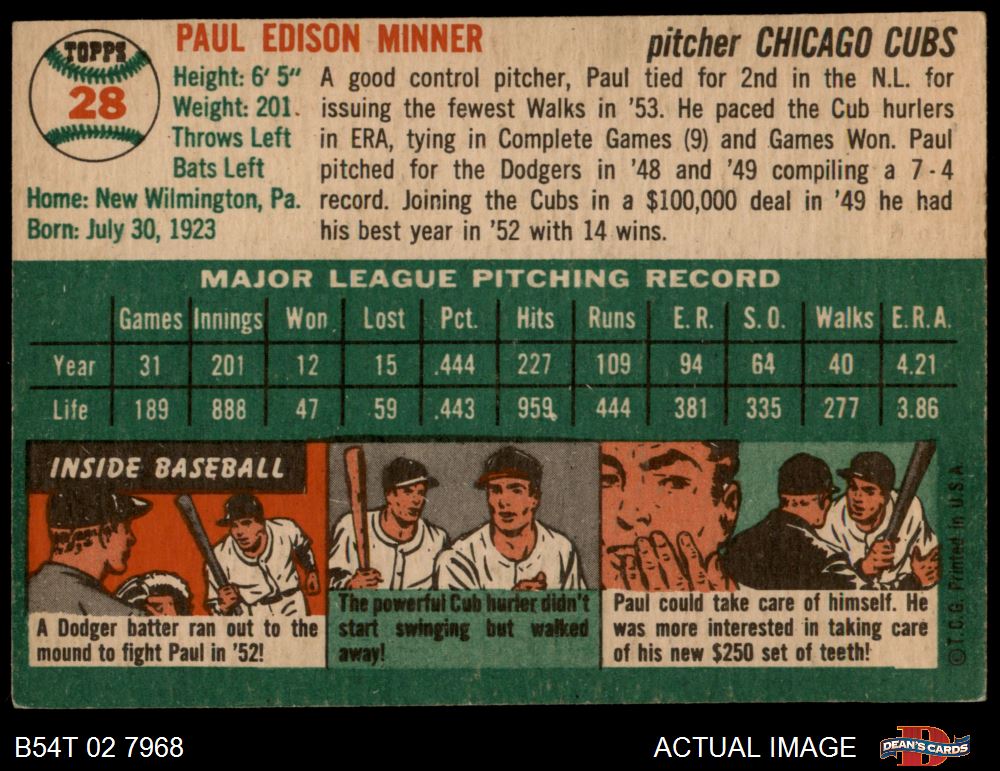 TOPPS
28
PAUL EDISON MINNER
pitcher CHICAGO CUBS
Height: 6' 5"
Weight: 201.
Throws Left
Bats Left
Home: New Wilmington, Pa.
Born: July 30, 1923
A good control pitcher, Paul tied for 2nd in the N.L. for
issuing the fewest Walks in '53. He paced the Cub hurlers
in ERA, tying in Complete Games (9) and Games Won. Paul
pitched for the Dodgers in '48 and '49 compiling a 7-4
record. Joining the Cubs in a $100,000 deal in '49 he had
his best year in '52 with 14 wins.
MAJOR LEAGUE PITCHING RECORD
Games Innings Won Lost Pct. Hits Runs E.R. S.O. Walks E.R.A.
Year 31 201 12 15 .444 227 109 94 64 40 4.21
Life 189 888 47 59 .443 959 444 381 335 277 3.86
INSIDE BASEBALL
A Dodger batter ran out to the
mound to fight Paul in '52!
The powerful Cub hurler didn't
start swinging but walked
away!
Paul could take care of himself. He
was more interested in taking care
of his new $250 set of teeth!
© T.C.G. Printed in U.S.A.
B54T 02 7968
ACTUAL IMAGE
DEAN'S CARDS